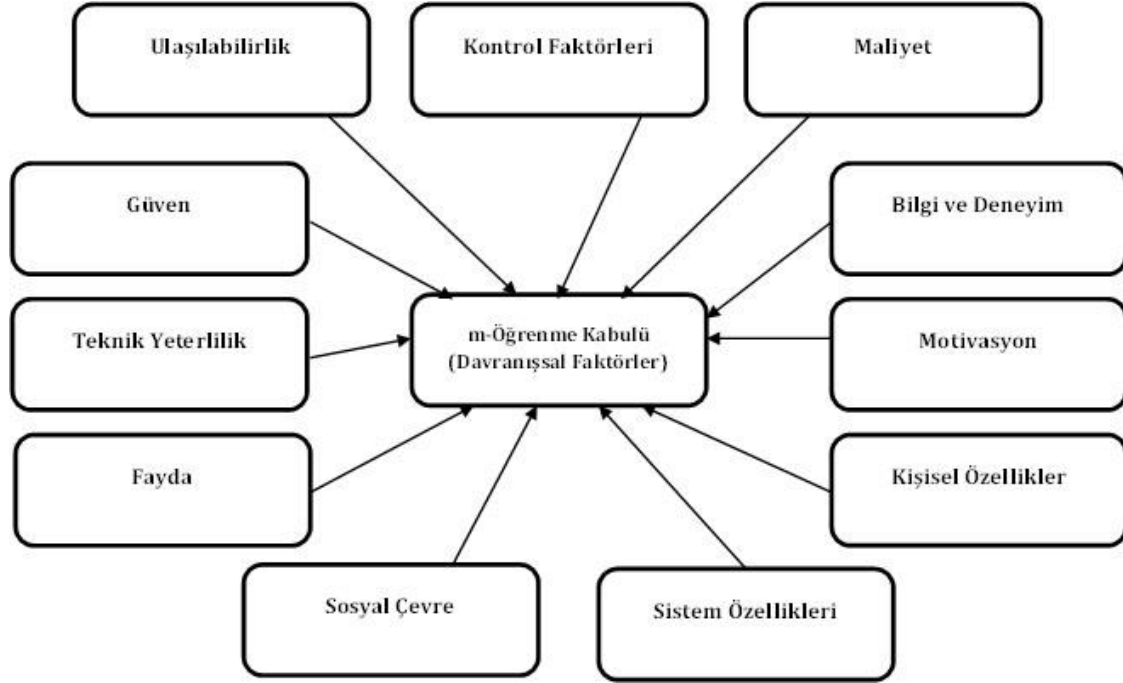 Ulaşılabilirlik
Kontrol Faktörleri
Maliyet
Güven
Bilgi ve Deneyim
Teknik Yeterlilik
m-Öğrenme Kabulü
(Davranışsal Faktörler)
Motivasyon
Fayda
Kişisel Özellikler
Sosyal Çevre
Sistem Özellikleri